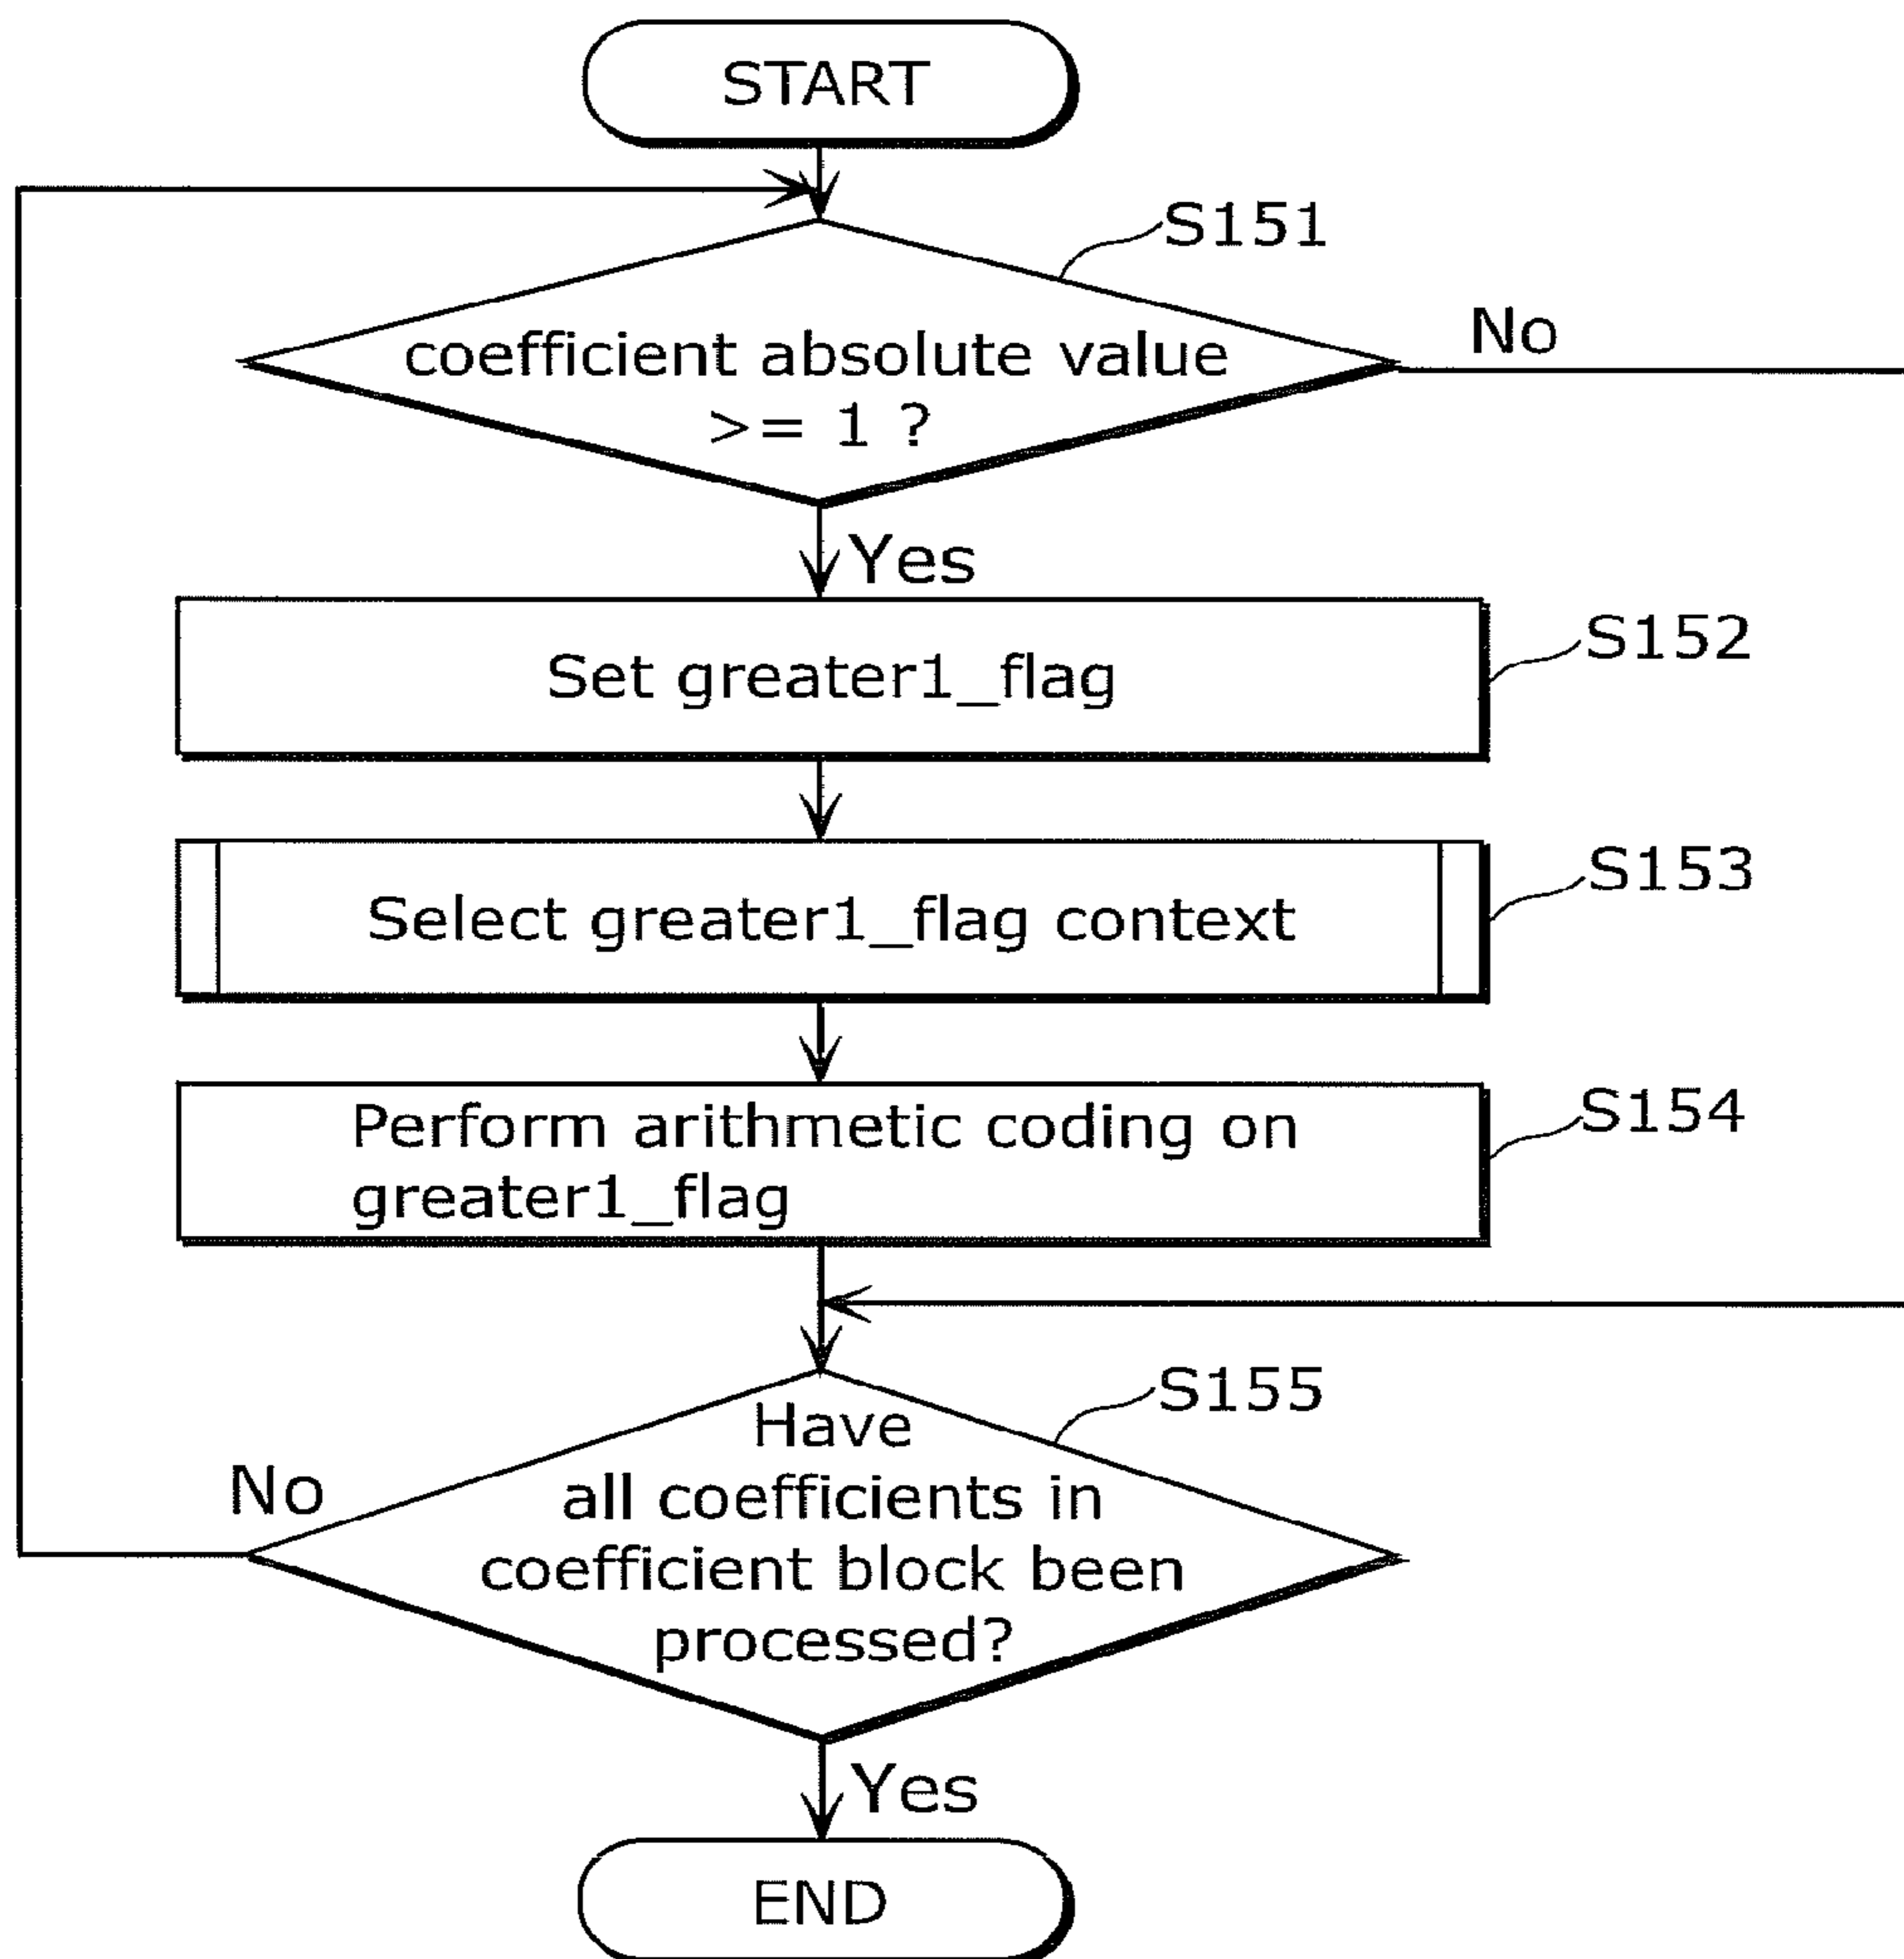 START
S151
coefficient absolute value
>= 1 ?
No
Yes
Set greater1_flag
S152
Select greater1_flag context
S153
Perform arithmetic coding on
greater1_flag
S154
S155
Have
all coefficients in
coefficient block been
processed?
No
Yes
END